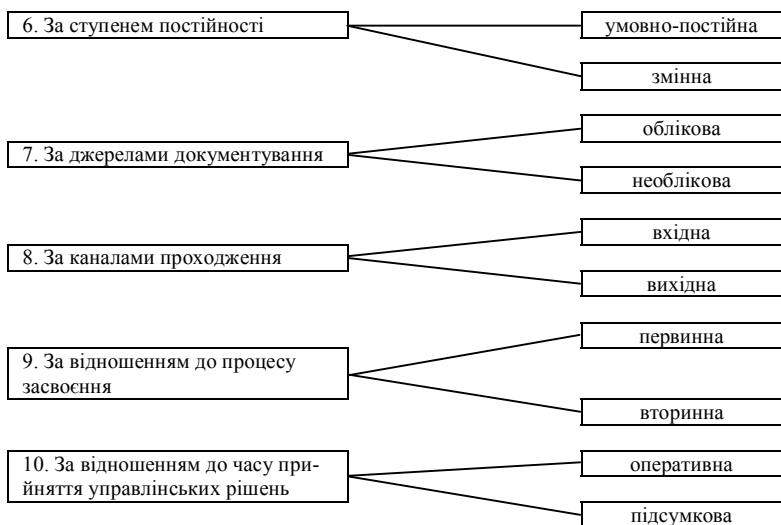 6. За ступенем постійності
умовно-постійна
змінна
7. За джерелами документування
облікова
необлікова
8. За каналами проходження
вхідна
вихідна
9. За відношенням до процесу
засвоєння
первинна
вторинна
10. За відношенням до часу при-
йняття управлінських рішень
оперативна
підсумкова